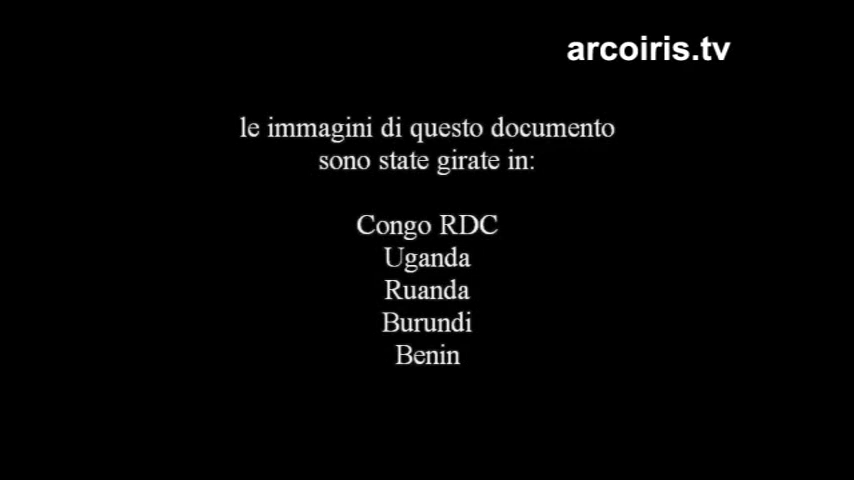 arcoiris.tv
le immagini di questo documento
sono state girate in:
Congo RDC
Uganda
Ruanda
Burundi
Benin